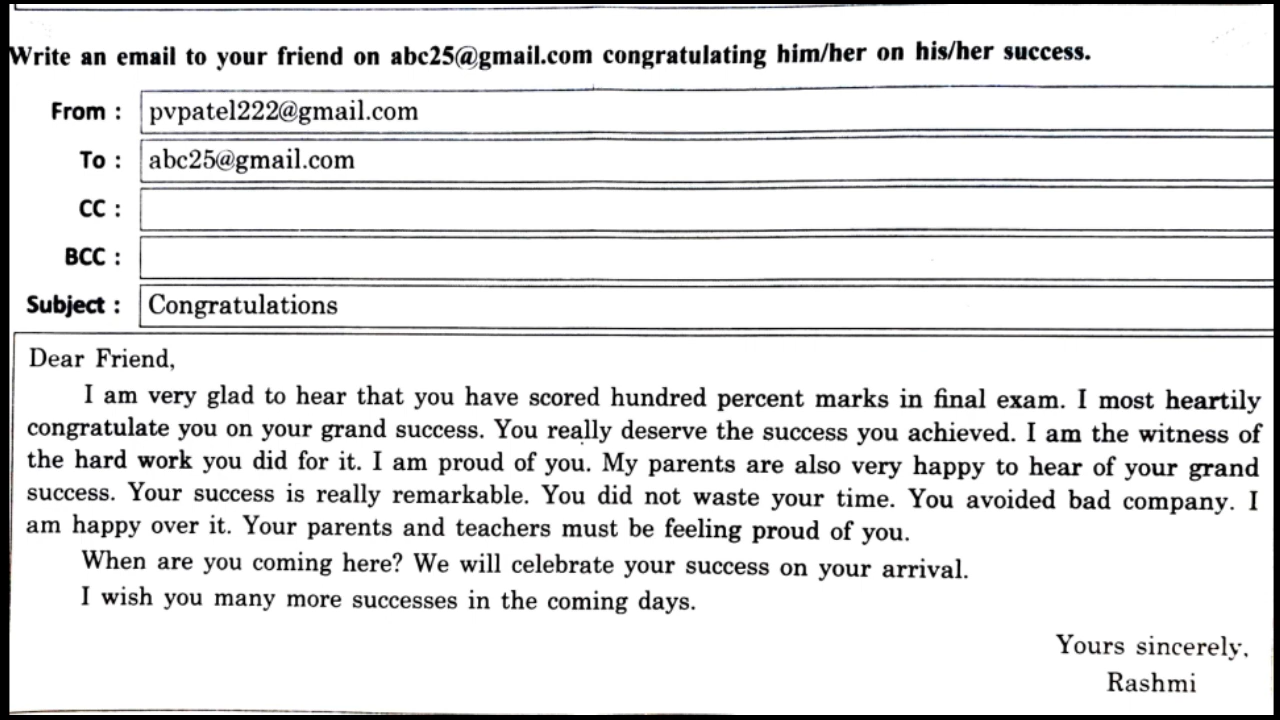 Write an email to your friend on abc25@gmail.com congratulating him/her on his/her success.
From : pvpatel222@gmail.com
To : abc25@gmail.com
CC :
BCC :
Subject : Congratulations
Dear Friend,
I am very glad to hear that you have scored hundred percent marks in final exam. I most heartily
congratulate you on your grand success. You really deserve the success you achieved. I am the witness of
the hard work you did for it. I am proud of you. My parents are also very happy to hear of your grand
success. Your success is really remarkable. You did not waste your time. You avoided bad company. I
am happy over it. Your parents and teachers must be feeling proud of you.
When are you coming here? We will celebrate your success on your arrival.
I wish you many more successes in the coming days.
Yours sincerely,
Rashmi